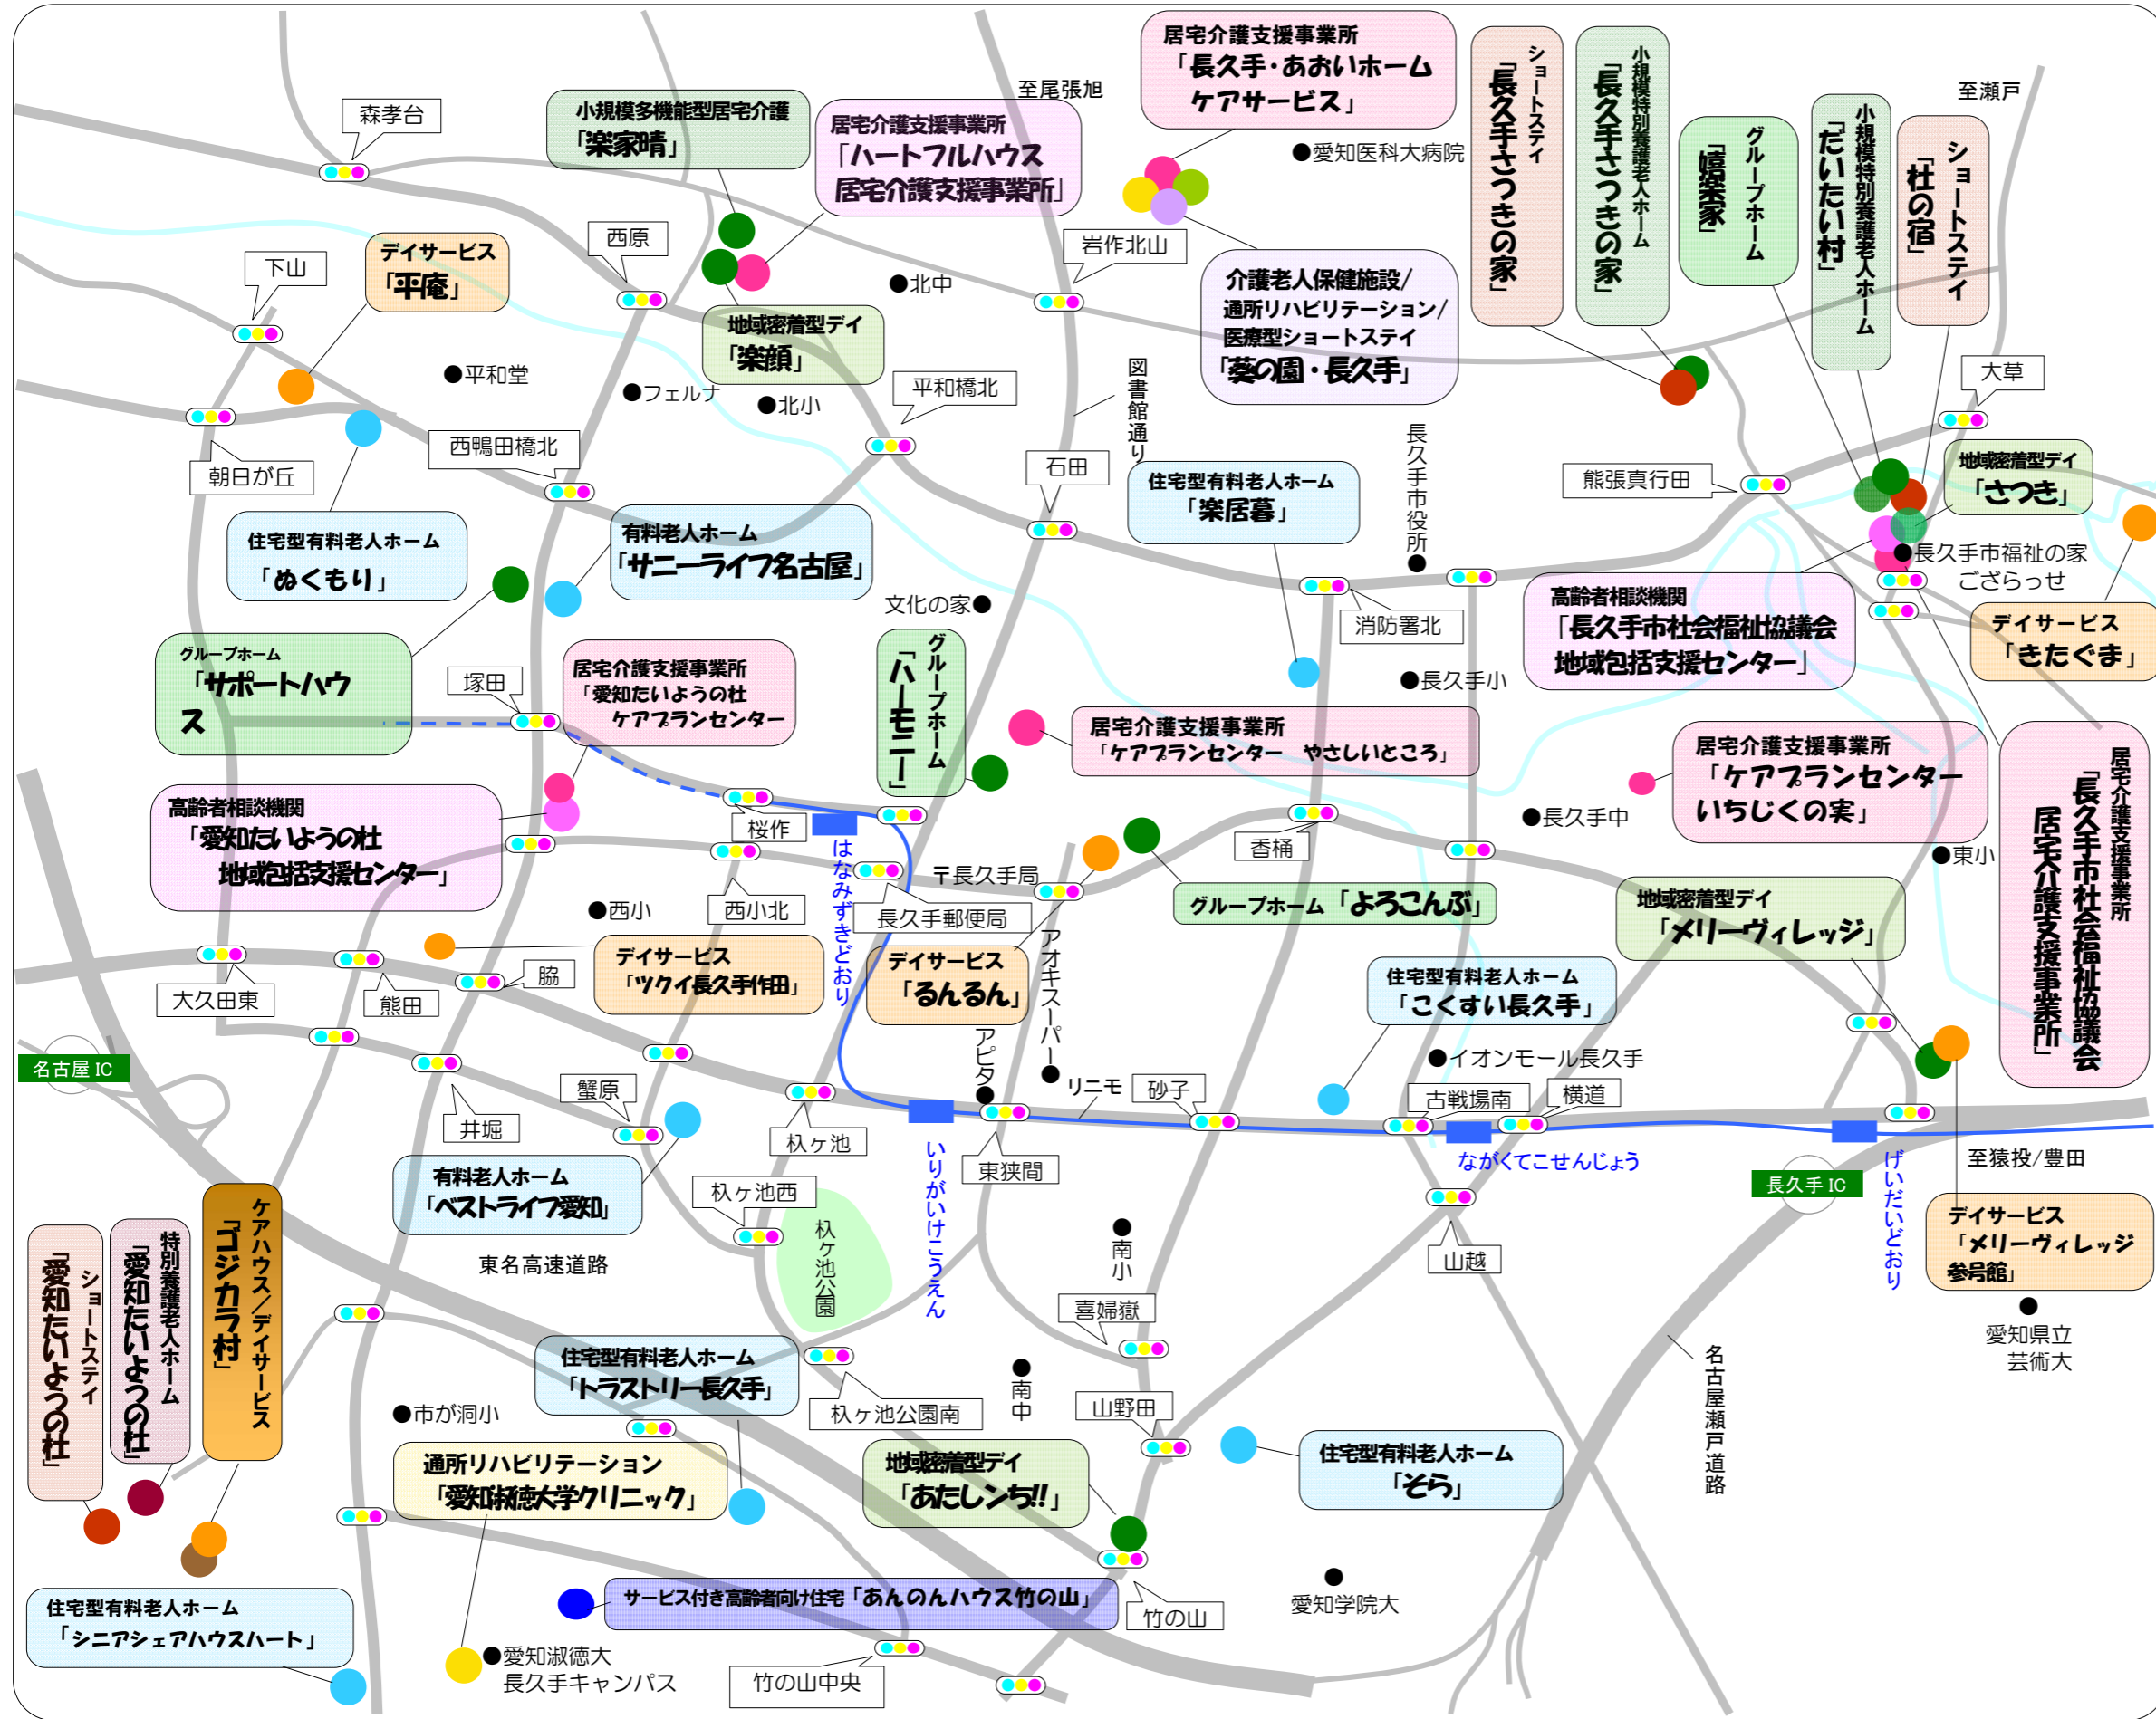 居宅介護支援事業所
「長久手・あおいホーム
ケアサービス」
至尾張旭
●愛知医科大病院
ショートステイ
「長久手さつきの家」
小規模特別養護老人ホーム
「長久手さつきの家」
グループホーム
「嬉楽家」
小規模特別養護老人ホーム
「だいたい村」
ショートステイ
「杜の宿」
至瀬戸
森孝台
小規模多機能型居宅介護
「楽家晴」
居宅介護支援事業所
「ハートフルハウス
居宅介護支援事業所」
下山
デイサービス
「平庵」
西原
●北中
岩作北山
介護老人保健施設/
通所リハビリテーション/
医療型ショートステイ
「葵の園・長久手」
地域密着型デイ
「楽顔」
●平和堂
●フェルナ
●北小
平和橋北
図書館通り
大草
朝日が丘
西鴨田橋北
石田
住宅型有料老人ホーム
「楽居暮」
長久手市役所●
熊張真行田
地域密着型デイ
「さつき」
住宅型有料老人ホーム
「ぬくもり」
有料老人ホーム
「サニーライフ名古屋」
文化の家●
消防署北
●長久手市福祉の家
ござらっせ
高齢者相談機関
「長久手市社会福祉協議会
地域包括支援センター」
デイサービス
「きたぐま」
グループホーム
「サポートハウ
ス
塚田
居宅介護支援事業所
「愛知たいようの杜
ケアプランセンター
グループホーム
「ハーモニー」
●長久手小
居宅介護支援事業所
「ケアプランセンター　やさしいところ」
居宅介護支援事業所
「ケアプランセンター
いちじくの実」
居宅介護支援事業所
「長久手市社会福祉協議会
居宅介護支援事業所」
高齢者相談機関
「愛知たいようの杜
地域包括支援センター」
桜作
はなみずきどおり
香桶
●長久手中
●東小
〒長久手局
●西小
西小北
長久手郵便局
グループホーム「よろこんぶ」
地域密着型デイ
「メリーヴィレッジ」
デイサービス
「ツクイ長久手作田」
デイサービス
「るんるん」
アオキスーパー●
大久田東
熊田
脇
住宅型有料老人ホーム
「こくすい長久手」
アピタ●
●イオンモール長久手
名古屋 IC
蟹原
リニモ
砂子
古戦場南
横道
井堀
杁ヶ池
いりがいけこうえん
東狭間
ながくてこせんじょう
至猿投/豊田
長久手 IC
げいだいどおり
有料老人ホーム
「ベストライフ愛知」
杁ヶ池西
杁ヶ池公園
東名高速道路
●南小
山越
デイサービス
「メリーヴィレッジ
参号館」
ショートステイ
「愛知たいようの杜」
特別養護老人ホーム
「愛知たいようの杜」
ケアハウス／デイサービス
「ゴジカラ村」
喜婦嶽
●
愛知県立
芸術大
住宅型有料老人ホーム
「トラストリー長久手」
●南中
名古屋瀬戸道路
●市が洞小
杁ヶ池公園南
山野田
通所リハビリテーション
「愛知淑徳大学クリニック」
地域密着型デイ
「あたしンち!!」
住宅型有料老人ホーム
「そら」
サービス付き高齢者向け住宅「あんのんハウス竹の山」
竹の山
●
愛知学院大
住宅型有料老人ホーム
「シニアシェアハウスハート」
●愛知淑徳大
長久手キャンパス
竹の山中央